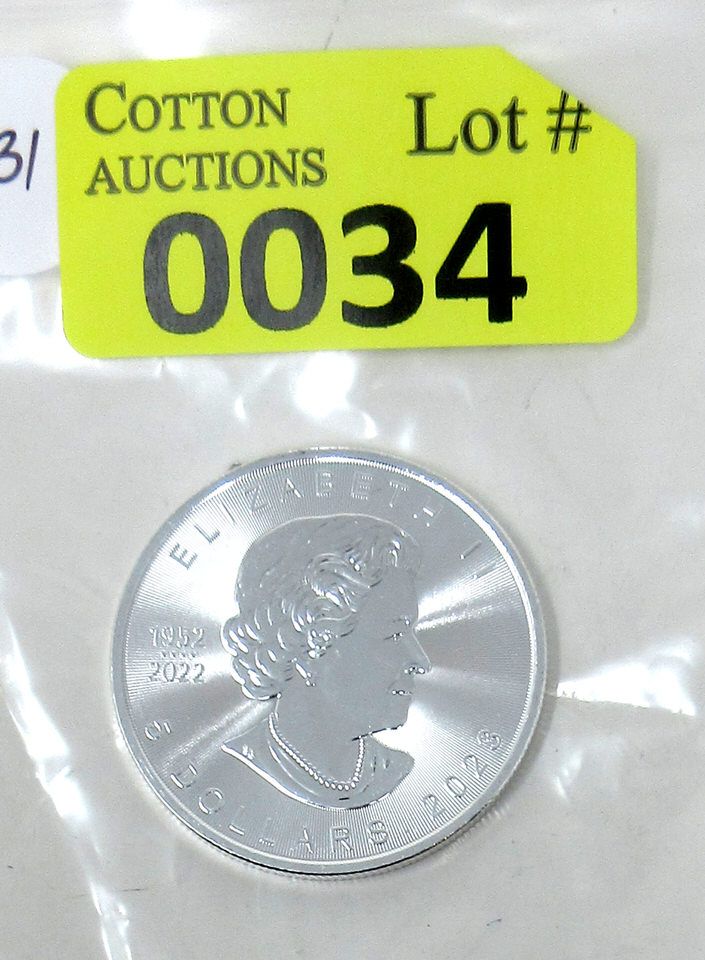 31
COTTON
AUCTIONS
Lot #
0034
ELIZABETH II
1952
2022
5 DOLLARS 2023